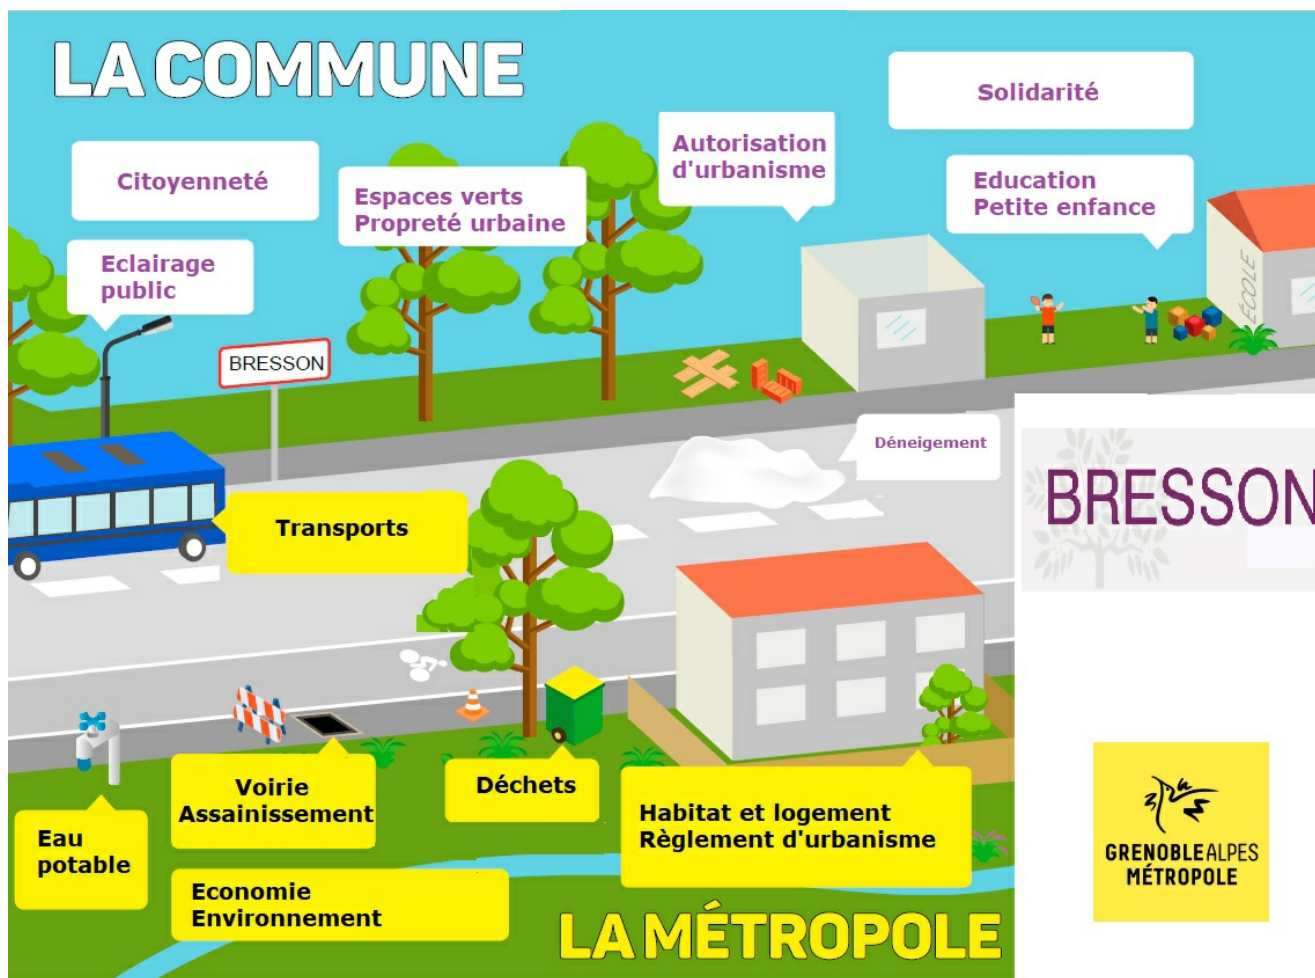 LA COMMUNE
Solidarité
Autorisation
d'urbanisme
Citoyenneté
Espaces verts
Propreté urbaine
Education
Petite enfance
Eclairage
public
ÉCOLE
BRESSON
Déneigement
BRESSON
Transports
Voirie
Assainissement
Déchets
Habitat et logement
Règlement d'urbanisme
Eau
potable
Economie
Environnement
GRENOBLEALPES
MÉTROPOLE
LA MÉTROPOLE